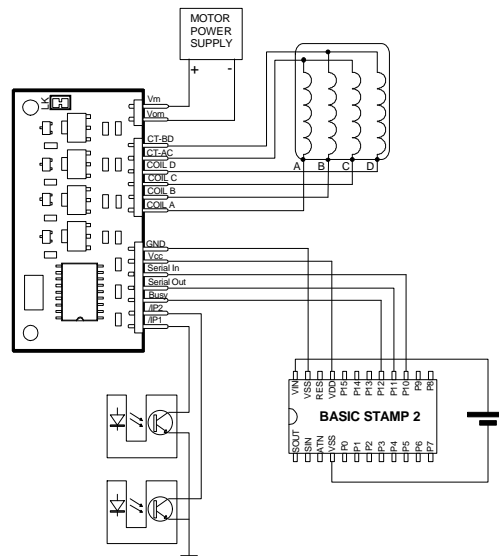 MOTOR
POWER
SUPPLY
+ -
LK
Vm
Vom
CT-BD
CT-AC
COIL D
COIL C
COIL B
COIL A
A B C D
GND
Vcc
Serial In
Serial Out
Busy
/IP2
/IP1
VIN VSS RES VDD P15 P14 P13 P12 P11 P10 P9 P8
BASIC STAMP 2
SOUT SIN ATN VSS P0 P1 P2 P3 P4 P5 P6 P7